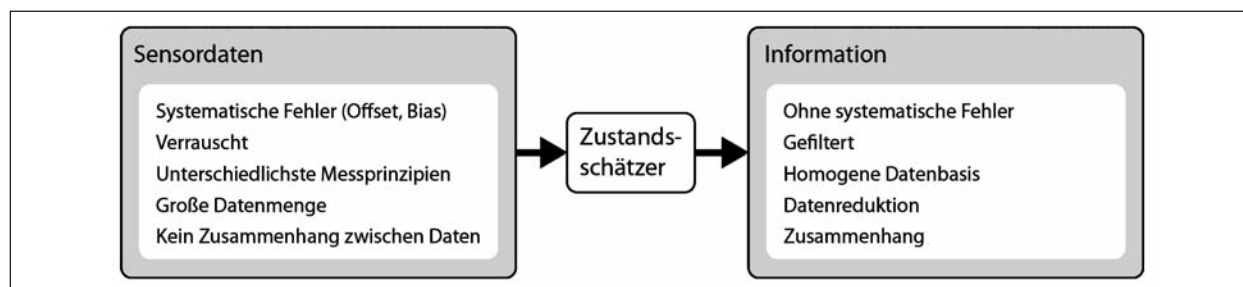 Sensordaten
Systematische Fehler (Offset, Bias)
Verrauscht
Unterschiedlichste Messprinzipien
Große Datenmenge
Kein Zusammenhang zwischen Daten
Zustands-
schätzer
Information
Ohne systematische Fehler
Gefiltert
Homogene Datenbasis
Datenreduktion
Zusammenhang